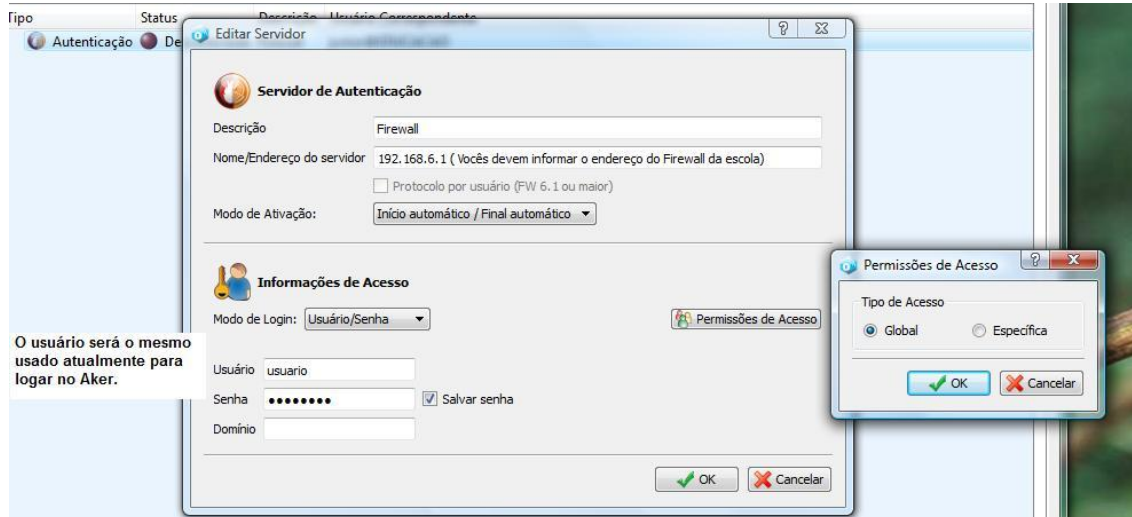 Tipo Status Descrição Usuário Correspondente
Autenticação De
Editar Servidor
Servidor de Autenticação
Descrição Firewall
Nome/Endereço do servidor 192.168.6.1 ( Vocês devem informar o endereço do Firewall da escola)
Protocolo por usuário (FW 6.1 ou maior)
Modo de Ativação: Início automático / Final automático
Informações de Acesso
Modo de Login: Usuário/Senha Permissões de Acesso
O usuário será o mesmo
usado atualmente para
logar no Aker.
Usuário usuario
Senha Salvar senha
Domínio
OK Cancelar
Permissões de Acesso
Tipo de Acesso
Global Específica
OK Cancelar